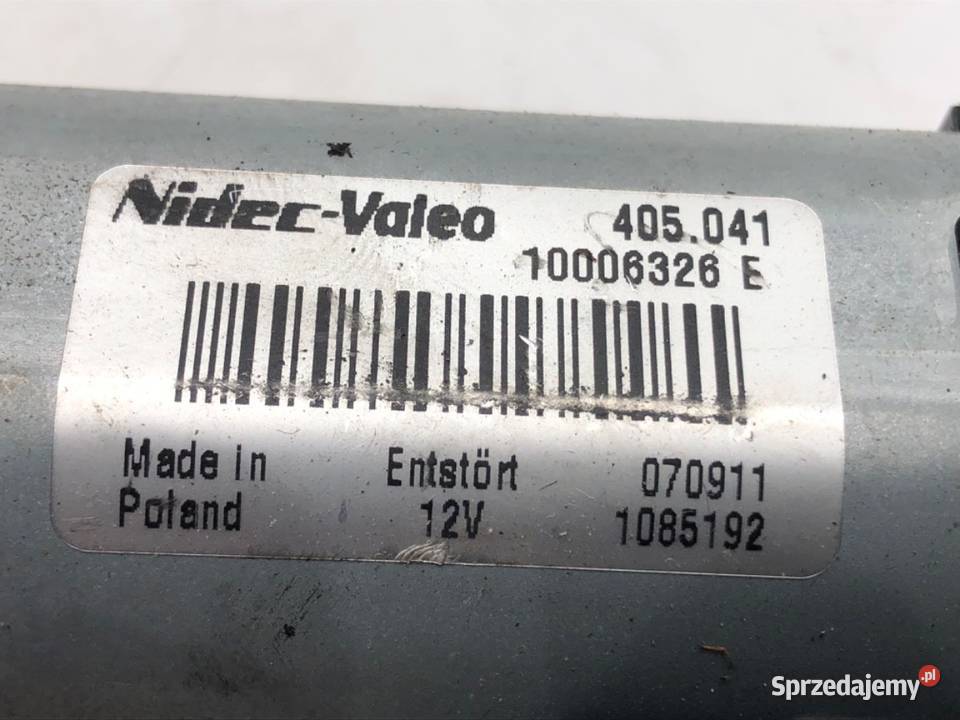 Nidec-Valeo 405.041
10006326 E
Made in Entstört 070911
Poland 12V 1085192
Sprzedajemy.pl